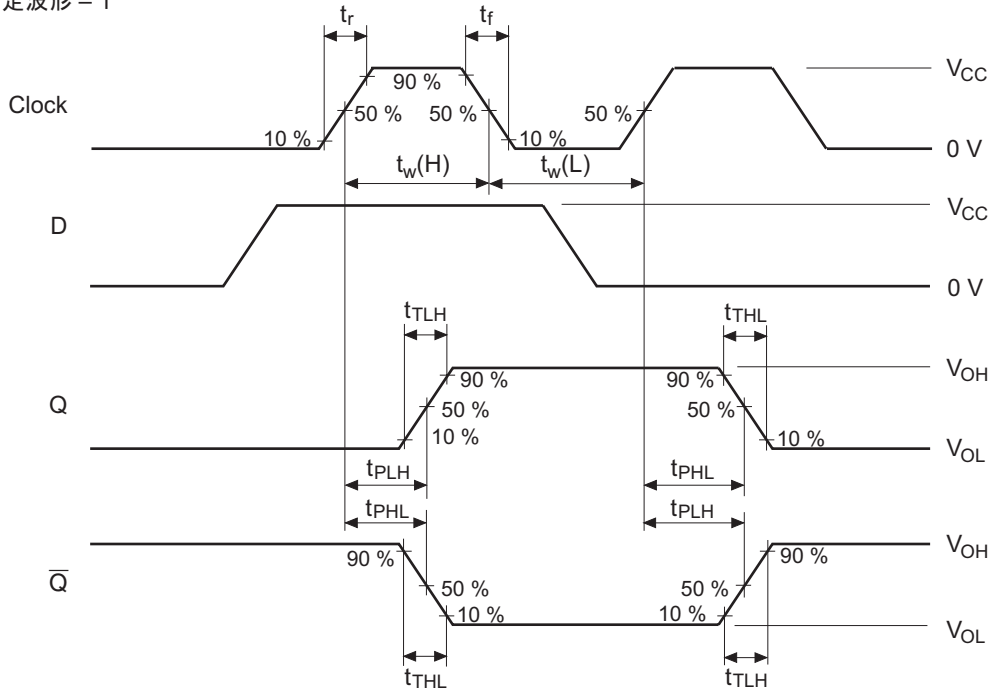 定波形 – 1
tr tf
Clock 10 % 50 % 90 % 50 % 10 % 50 % VCC
0 V
tw(H) tw(L)
D VCC
0 V
tTLH tTHL
Q 90 % 50 % 10 % 90 % 50 % 10 % VOH
VOL
tPLH tPHL
tPHL tPLH
Q 90 % 50 % 10 % 50 % 10 % 90 % VOH
VOL
tTHL tTLH